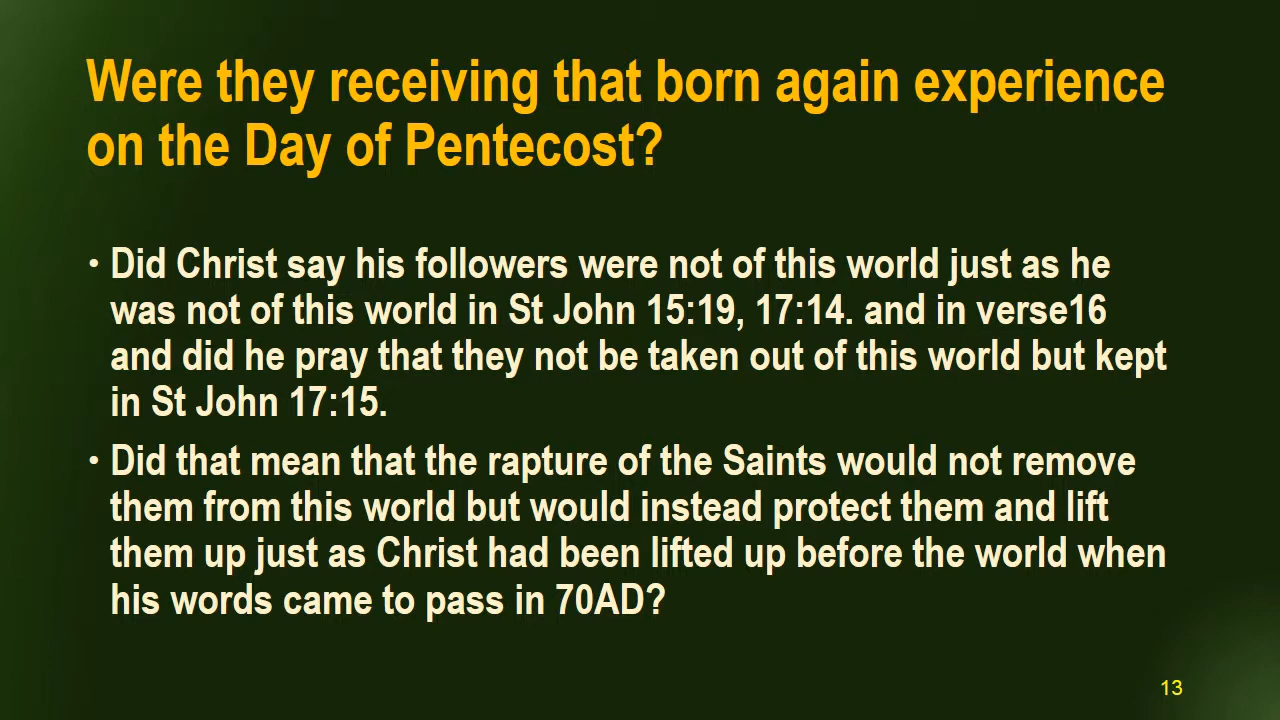 Were they receiving that born again experience
on the Day of Pentecost?
• Did Christ say his followers were not of this world just as he
was not of this world in St John 15:19, 17:14. and in verse16
and did he pray that they not be taken out of this world but kept
in St John 17:15.
• Did that mean that the rapture of the Saints would not remove
them from this world but would instead protect them and lift
them up just as Christ had been lifted up before the world when
his words came to pass in 70AD?
13